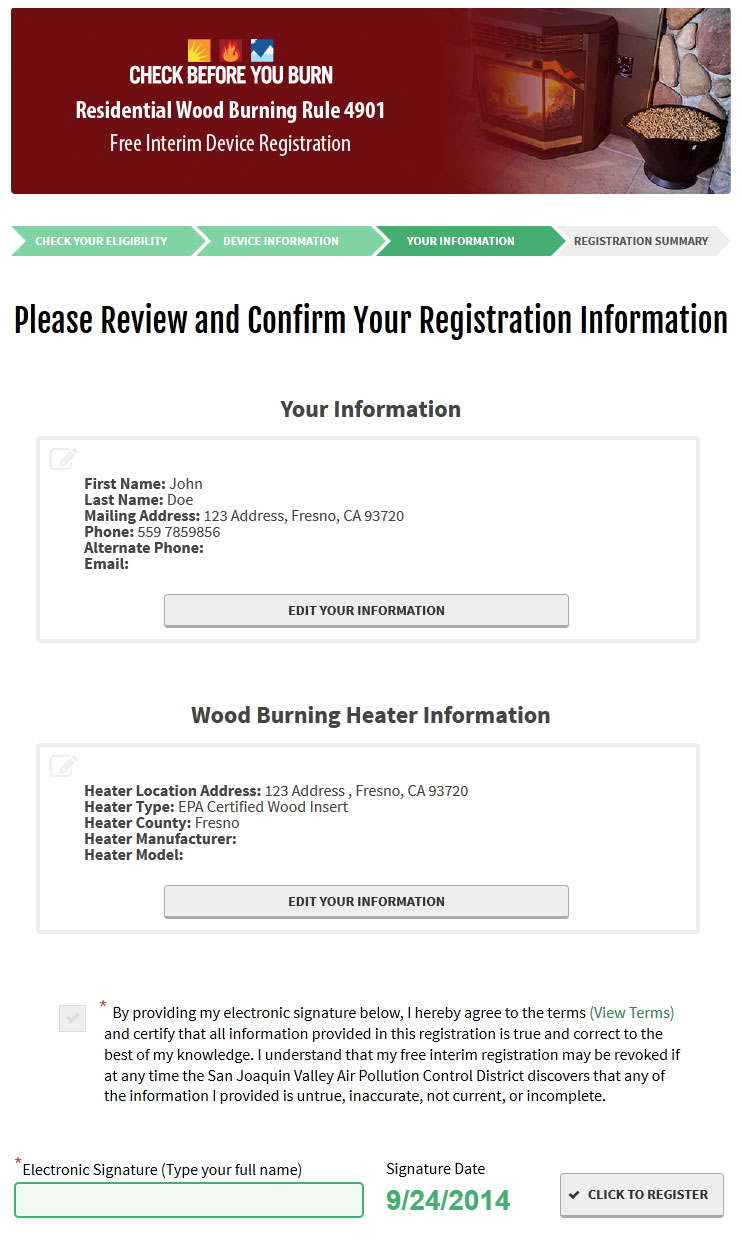 CHECK BEFORE YOU BURN
Residential Wood Burning Rule 4901
Free Interim Device Registration
CHECK YOUR ELIGIBILITY
DEVICE INFORMATION
YOUR INFORMATION
REGISTRATION SUMMARY
Please Review and Confirm Your Registration Information
Your Information
First Name: John
Last Name: Doe
Mailing Address: 123 Address, Fresno, CA 93720
Phone: 559 7859856
Alternate Phone:
Email:
EDIT YOUR INFORMATION
Wood Burning Heater Information
Heater Location Address: 123 Address , Fresno, CA 93720
Heater Type: EPA Certified Wood Insert
Heater County: Fresno
Heater Manufacturer:
Heater Model:
EDIT YOUR INFORMATION
* By providing my electronic signature below, I hereby agree to the terms (View Terms)
and certify that all information provided in this registration is true and correct to the
best of my knowledge. I understand that my free interim registration may be revoked if
at any time the San Joaquin Valley Air Pollution Control District discovers that any of
the information I provided is untrue, inaccurate, not current, or incomplete.
*Electronic Signature (Type your full name)
Signature Date
9/24/2014
CLICK TO REGISTER